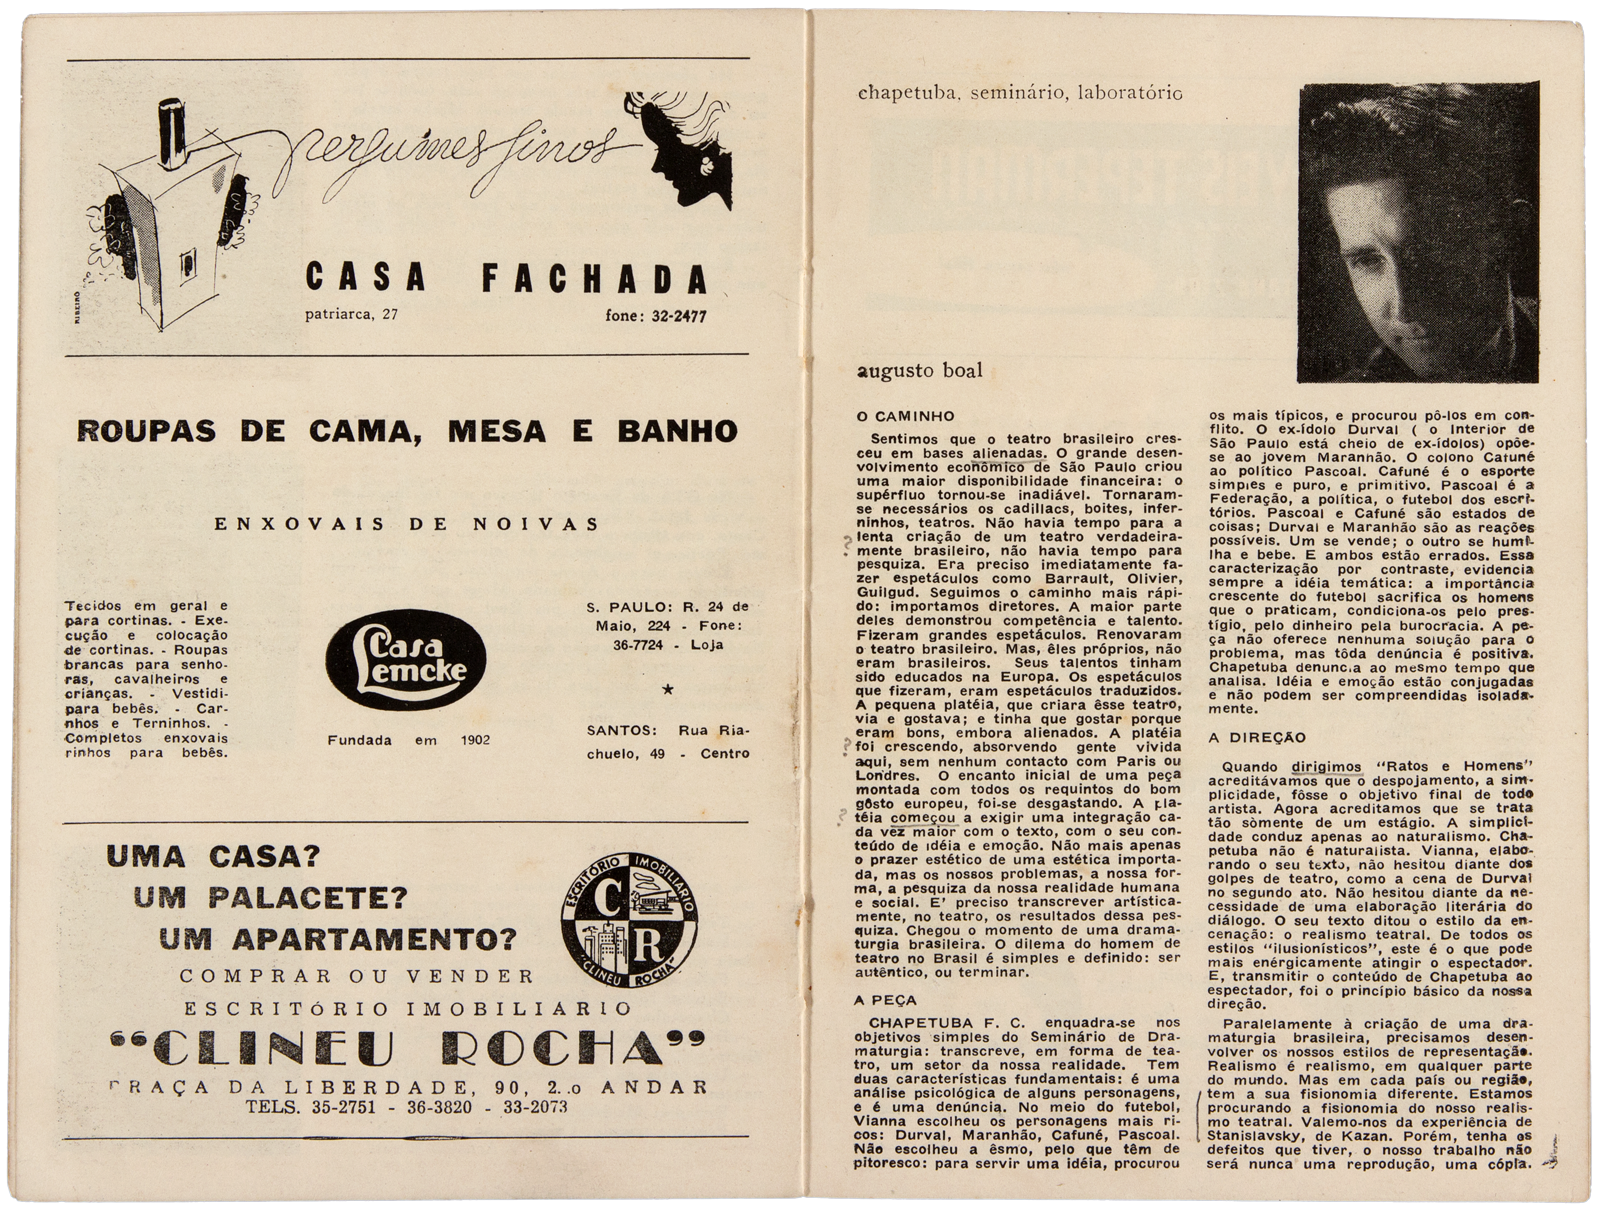 perfumes finos
CASA FACHADA
patriarca, 27
fone: 32-2477
RIBEIRO
ROUPAS DE CAMA, MESA E BANHO
ENXOVAIS DE NOIVAS
Tecidos em geral e
para cortinas. - Exe-
cução e colocação
de cortinas. - Roupas
brancas para senho-
ras, cavalheiros e
crianças. - Vestidi-
para bebês. - Car-
nhos e Terninhos. -
Completos enxovais
rinhos para bebês.
Casa
Lemcke
Fundada em 1902
S. PAULO: R. 24 de
Maio, 224 - Fone:
36-7724 - Loja
★
SANTOS: Rua Ria-
chuelo, 49 - Centro
UMA CASA?
UM PALACETE?
UM APARTAMENTO?
COMPRAR OU VENDER
ESCRITÓRIO IMOBILIARIO
C
R
"CLINEU ROCHA"
ESCRITÓRIO IMOBILIARIO
"CLINEU ROCHA"
PRAÇA DA LIBERDADE, 90, 2..o ANDAR
TELS. 35-2751 - 36-3820 - 33-2073
chapetuba, seminário, laboratório
augusto boal
O CAMINHO
Sentimos que o teatro brasileiro cres-
ceu em bases alienadas. O grande desen-
volvimento econômico de São Paulo criou
uma maior disponibilidade financeira: o
supérfluo tornou-se inadiável. Tornaram-
se necessários os cadillacs, boites, infer-
ninhos, teatros. Não havia tempo para a
lenta criação de um teatro verdadeira-
mente brasileiro, não havia tempo para
pesquiza. Era preciso imediatamente fa-
zer espetáculos como Barrault, Olivier,
Guilgud. Seguimos o caminho mais rápi-
do: importamos diretores. A maior parte
deles demonstrou competência e talento.
Fizeram grandes espetáculos. Renovaram
o teatro brasileiro. Mas, êles próprios, não
eram brasileiros. Seus talentos tinham
sido educados na Europa. Os espetáculos
que fizeram, eram espetáculos traduzidos.
A pequena platéia, que criara êsse teatro,
via e gostava; e tinha que gostar porque
eram bons, embora alienados. A platéia
foi crescendo, absorvendo gente vivida
aqui, sem nenhum contacto com Paris ou
Londres. O encanto inicial de uma peça
montada com todos os requintos do bom
gôsto europeu, foi-se desgastando. A pla-
téia começou a exigir uma integração ca-
da vez maior com o texto, com o seu con-
teúdo de idéia e emoção. Não mais apenas
o prazer estético de uma estética importa-
da, mas os nossos problemas, a nossa for-
ma, a pesquiza da nossa realidade humana
e social. E' preciso transcrever artística-
mente, no teatro, os resultados dessa pes-
quiza. Chegou o momento de uma drama-
turgia brasileira. O dilema do homem de
teatro no Brasil é simples e definido: ser
autêntico, ou terminar.
A PEÇA
CHAPETUBA F. C. enquadra-se nos
objetivos simples do Seminário de Dra-
maturgia: transcreve, em forma de tea-
tro, um setor da nossa realidade. Tem
duas características fundamentais: é uma
análise psicológica de alguns personagens,
e é uma denúncia. No meio do futebol,
Vianna escolheu os personagens mais ri-
cos: Durval, Maranhão, Cafuné, Pascoal.
Não escolheu a êsmo, pelo que têm de
pitoresco: para servir uma idéia, procurou
os mais típicos, e procurou pô-los em con-
flito. O ex-ídolo Durval ( o Interior de
São Paulo está cheio de ex-ídolos) opõe-
se ao jovem Maranhão. O colono Cafuné
ao político Pascoal. Cafuné é o esporte
simples e puro, e primitivo. Pascoal é a
Federação, a política, o futebol dos escri-
tórios. Pascoal e Cafuné são estados de
coisas; Durval e Maranhão são as reações
possíveis. Um se vende; o outro se humi-
lha e bebe. E ambos estão errados. Essa
caracterização por contraste, evidencia
sempre a idéia temática: a importância
crescente do futebol sacrifica os homens
que o praticam, condiciona-os pelo pres-
tígio, pelo dinheiro pela burocracia. A pe-
ça não oferece nenhuma solução para o
problema, mas tôda denúncia é positiva.
Chapetuba denuncia ao mesmo tempo que
analisa. Idéia e emoção estão conjugadas
e não podem ser compreendidas isolada-
mente.
A DIREÇÃO
Quando dirigimos "Ratos e Homens"
acreditávamos que o despojamento, a sim-
plicidade, fôsse o objetivo final de todo
artista. Agora acreditamos que se trata
tão sòmente de um estágio. A simplici-
dade conduz apenas ao naturalismo. Cha-
petuba não é naturalista. Vianna, elabo-
rando o seu texto, não hesitou diante dos
golpes de teatro, como a cena de Durval
no segundo ato. Não hesitou diante da ne-
cessidade de uma elaboração literária do
diálogo. O seu texto ditou o estilo da en-
cenação: o realismo teatral. De todos os
estilos "ilusionísticos", este é o que pode
mais enérgicamente atingir o espectador.
E, transmitir o conteúdo de Chapetuba ao
espectador, foi o princípio básico da nossa
direção.
Paralelamente à criação de uma dra-
maturgia brasileira, precisamos desen-
volver os nossos estilos de representação.
Realismo é realismo, em qualquer parte
do mundo. Mas em cada país ou região,
tem a sua fisionomia diferente. Estamos
procurando a fisionomia do nosso realis-
mo teatral. Valemo-nos da experiência de
Stanislavsky, de Kazan. Porém, tenha os
defeitos que tiver, o nosso trabalho não
será nunca uma reprodução, uma cópia.